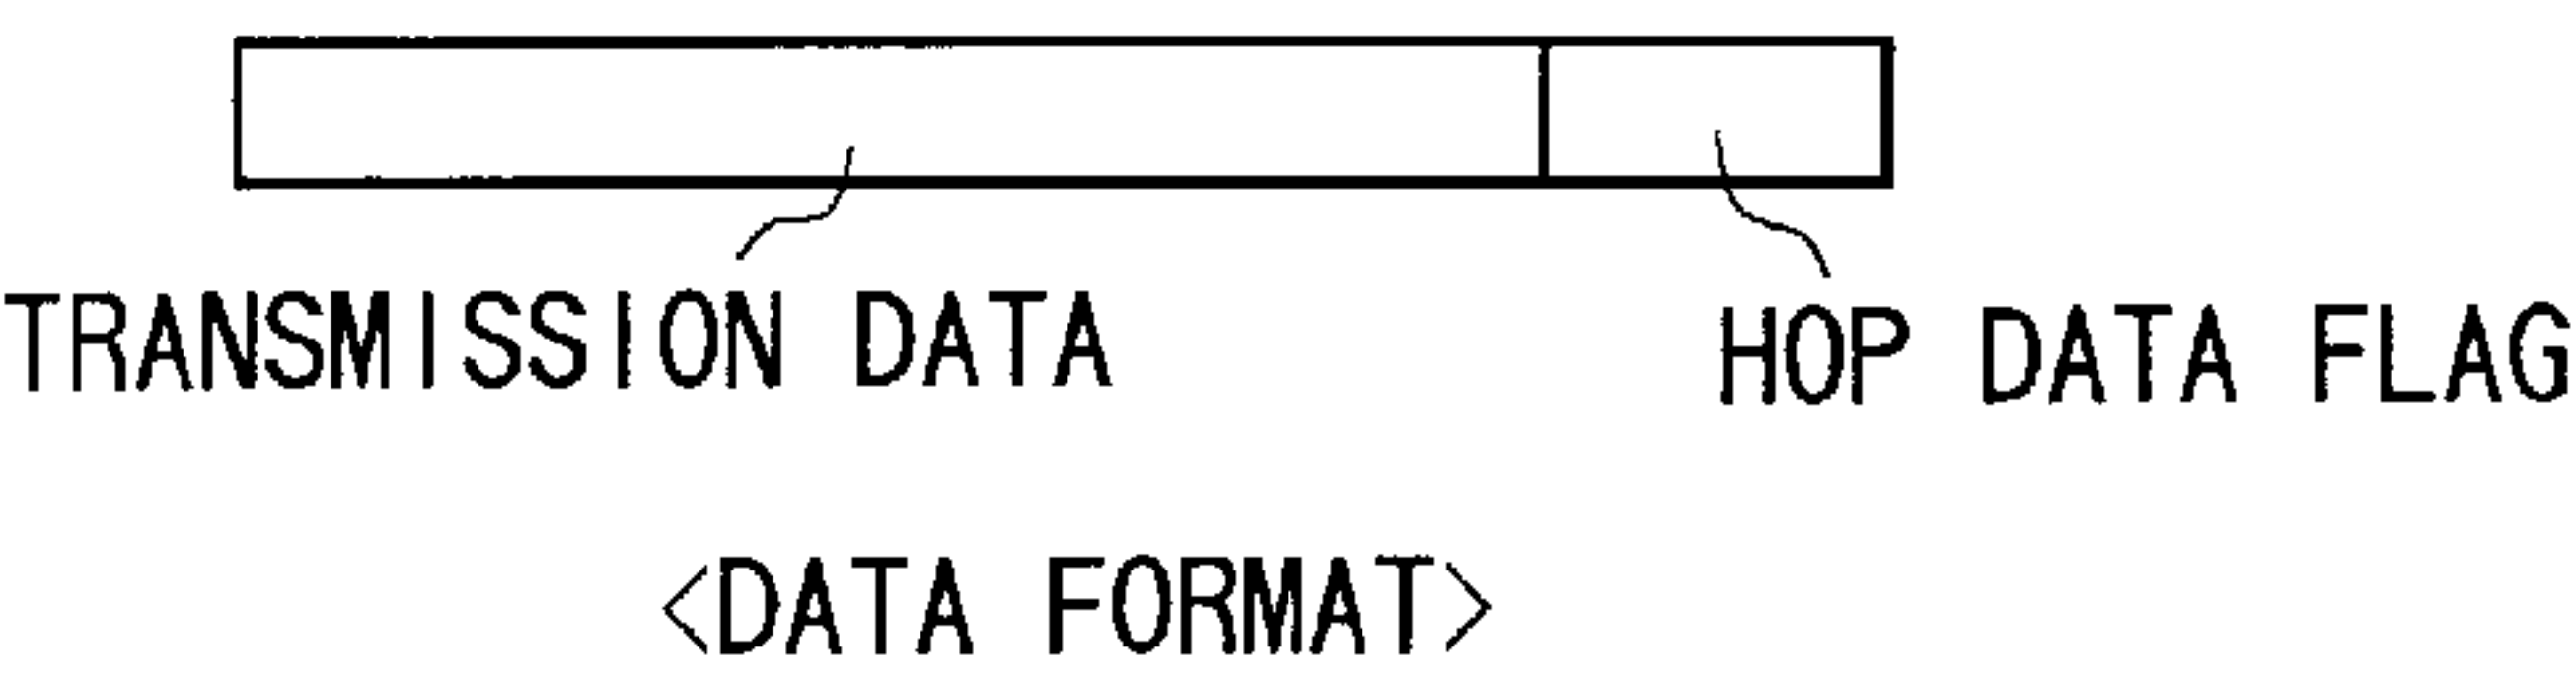 TRANSMISSION DATA
HOP DATA FLAG
<DATA FORMAT>